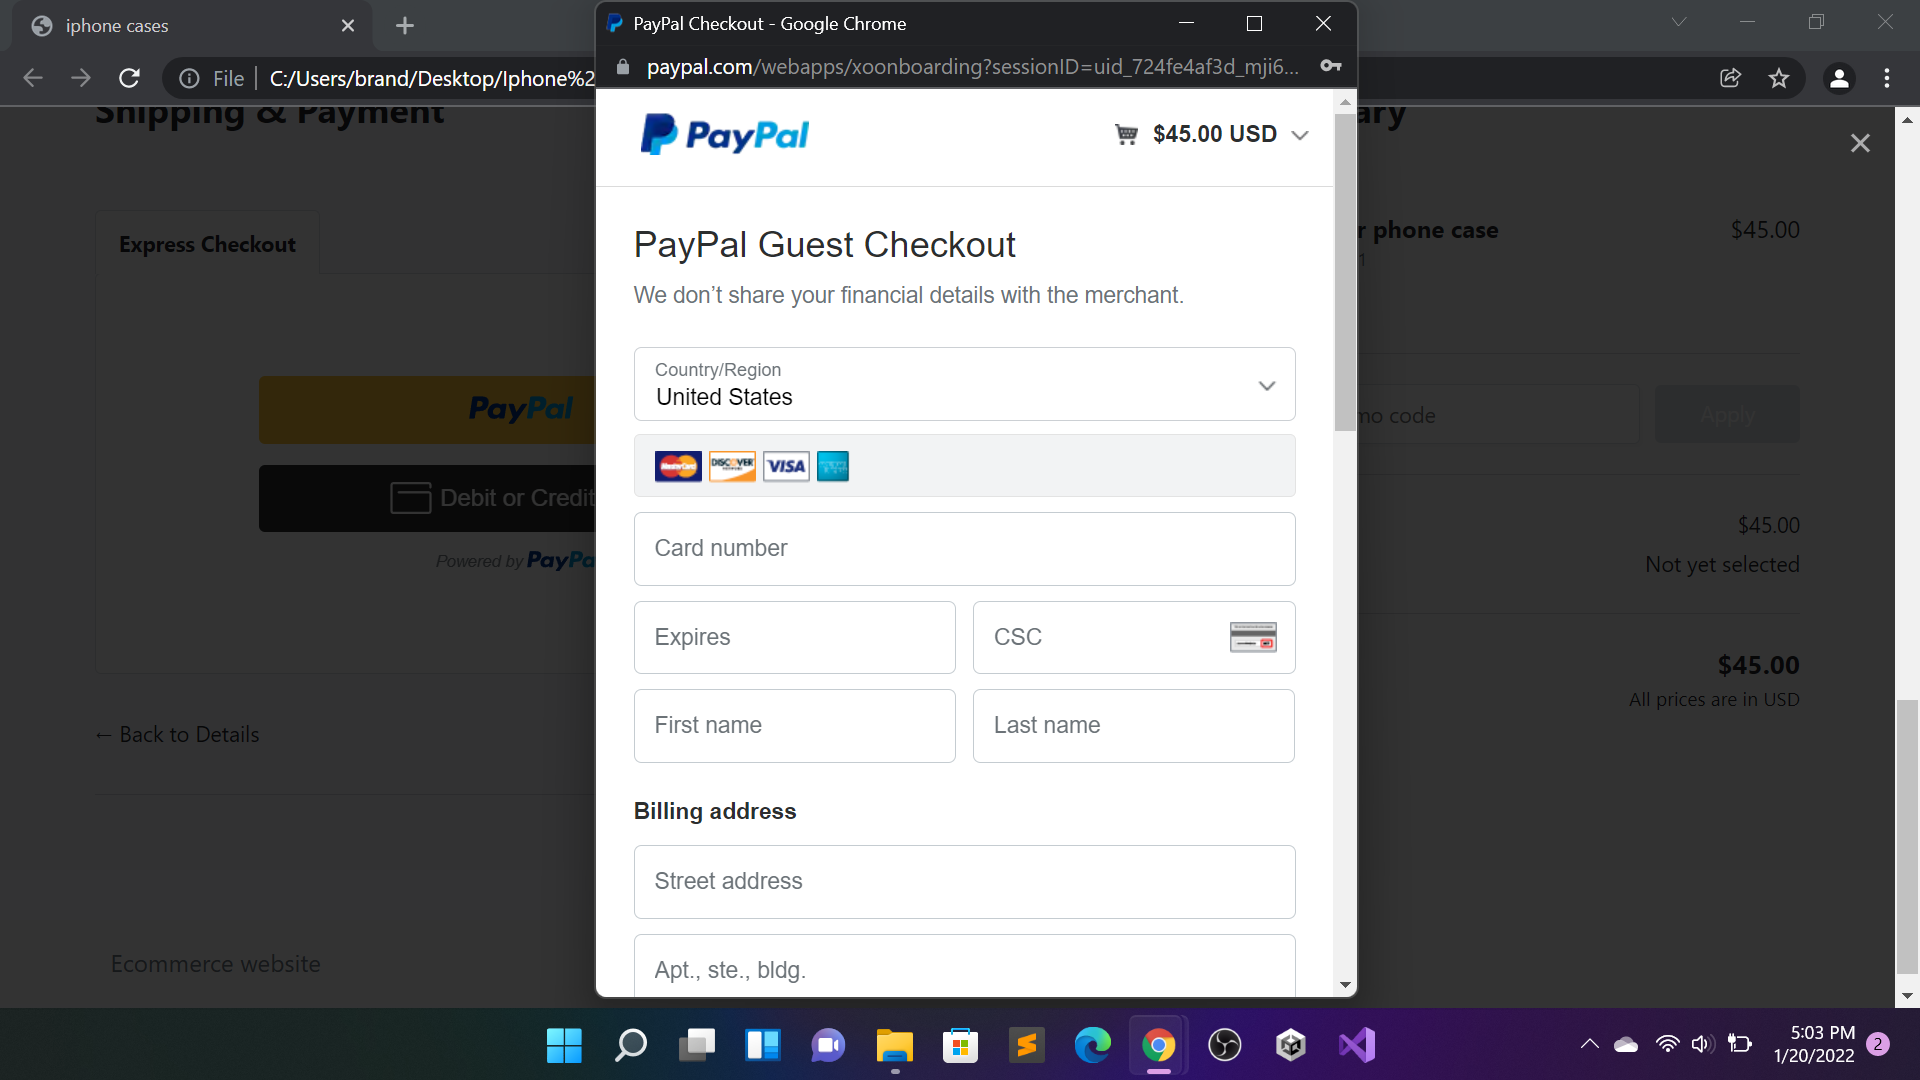 iphone cases
PayPal Checkout - Google Chrome
File
C:/Users/brand/Desktop/Iphone%2
paypal.com/webapps/xoonboarding?sessionID=uid_724fe4af3d_mji6...
Shipping & Payment
PayPal
$45.00 USD
ary
Express Checkout
PayPal Guest Checkout
We don’t share your financial details with the merchant.
r phone case
$45.00
1
Country/Region
United States
PayPal
mo code
Apply
MasterCard
DISCOVER
VISA
Debit or Credit
Powered by PayPa
Card number
$45.00
Not yet selected
Expires
CSC
$45.00
All prices are in USD
First name
Last name
← Back to Details
Billing address
Street address
Ecommerce website
Apt., ste., bldg.
5:03 PM
1/20/2022
2